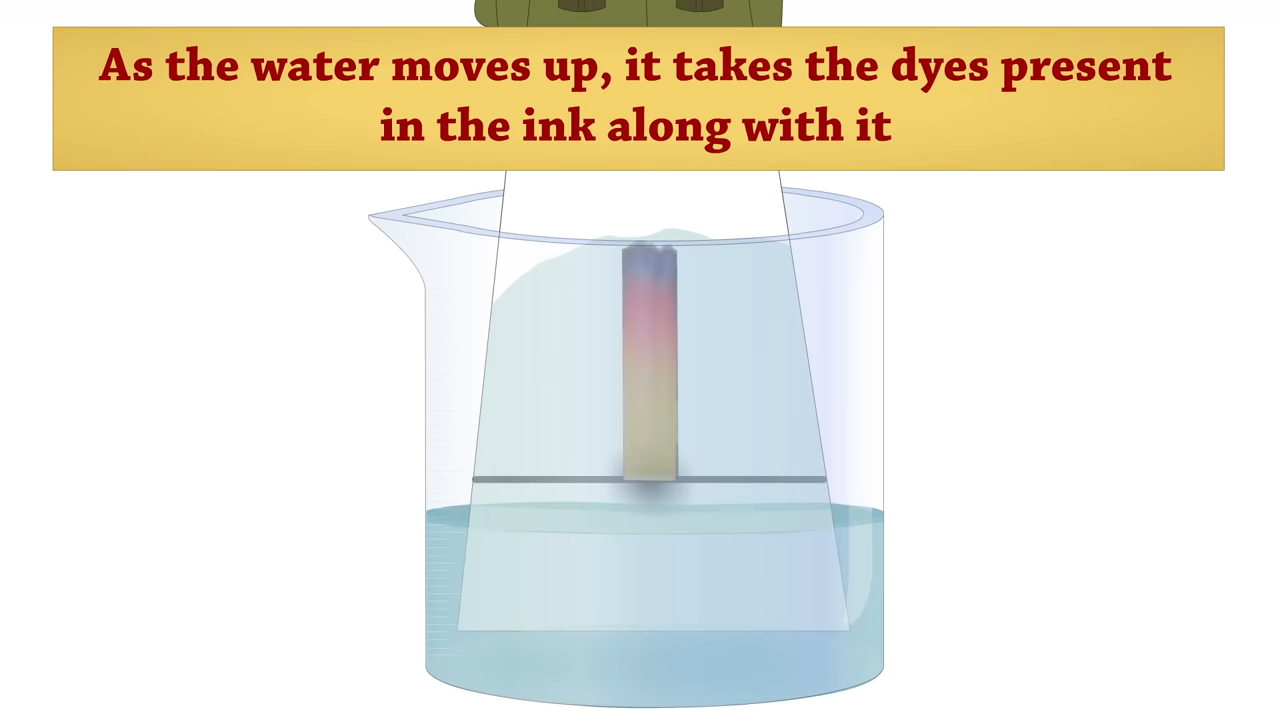 As the water moves up, it takes the dyes present
in the ink along with it